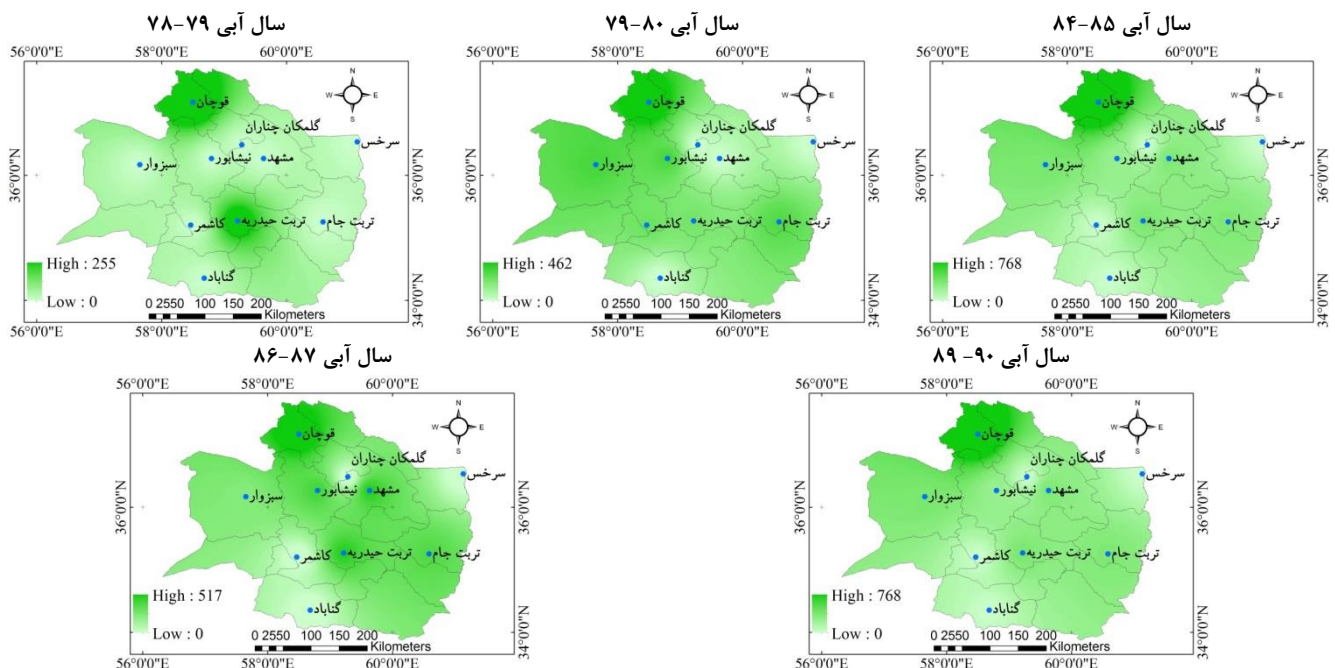 سال آبی ۷۹-۷۸
56°0'0"E 58°0'0"E 60°0'0"E
N
W E
S
قوچان
گلمکان چناران
سرخس
سبزوار
نیشابور
مشهد
36°0'0"N
36°0'0"N
کاشمر
تربت حیدریه
تربت جام
گناباد
High : 255
Low : 0
0 2550 100 150 200
Kilometers
34°0'0"N
56°0'0"E 58°0'0"E 60°0'0"E
سال آبی ۸۰-۷۹
56°0'0"E 58°0'0"E 60°0'0"E
N
W E
S
قوچان
گلمکان چناران
سرخس
سبزوار
نیشابور
مشهد
36°0'0"N
36°0'0"N
کاشمر
تربت حیدریه
تربت جام
گناباد
High : 462
Low : 0
0 2550 100 150 200
Kilometers
34°0'0"N
56°0'0"E 58°0'0"E 60°0'0"E
سال آبی ۸۵-۸۴
56°0'0"E 58°0'0"E 60°0'0"E
N
W E
S
قوچان
گلمکان چناران
سرخس
سبزوار
نیشابور
مشهد
36°0'0"N
36°0'0"N
کاشمر
تربت حیدریه
تربت جام
گناباد
High : 768
Low : 0
0 2550 100 150 200
Kilometers
34°0'0"N
56°0'0"E 58°0'0"E 60°0'0"E
سال آبی ۸۷-۸۶
56°0'0"E 58°0'0"E 60°0'0"E
N
W E
S
قوچان
گلمکان چناران
سرخس
سبزوار
نیشابور
مشهد
36°0'0"N
36°0'0"N
کاشمر
تربت حیدریه
تربت جام
گناباد
High : 517
Low : 0
0 2550 100 150 200
Kilometers
34°0'0"N
56°0'0"E 58°0'0"E 60°0'0"E
سال آبی ۹۰- ۸۹
56°0'0"E 58°0'0"E 60°0'0"E
N
W E
S
قوچان
گلمکان چناران
سرخس
سبزوار
نیشابور
مشهد
36°0'0"N
36°0'0"N
کاشمر
تربت حیدریه
تربت جام
گناباد
High : 768
Low : 0
0 2550 100 150 200
Kilometers
34°0'0"N
56°0'0"E 58°0'0"E 60°0'0"E